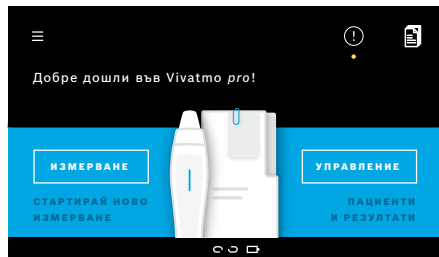 Добре дошли във Vivatmo pro!
ИЗМЕРВАНЕ
УПРАВЛЕНИЕ
СТАРТИРАЙ НОВО
ИЗМЕРВАНЕ
ПАЦИЕНТИ
И РЕЗУЛТАТИ